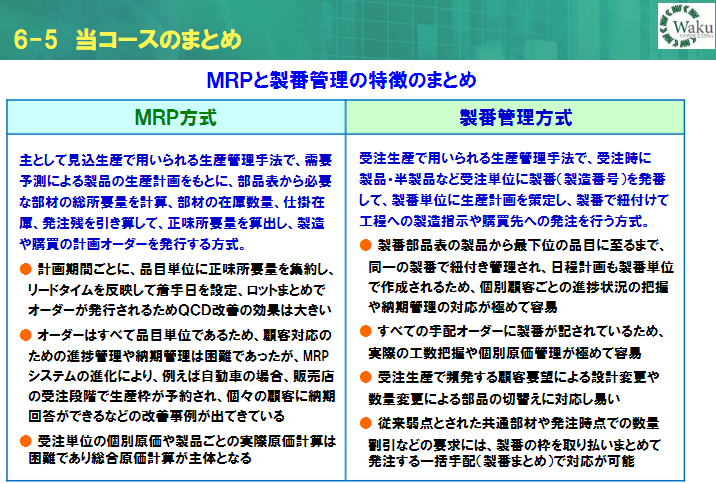 6-5 当コースのまとめ
Waku
CONSULTING
MRPと製番管理の特徴のまとめ
MRP方式
主として見込生産で用いられる生産管理手法で、需要
予測による製品の生産計画をもとに、部品表から必要
な部材の総所要量を計算、部材の在庫数量、仕掛在
庫、発注残を引き算して、正味所要量を算出し、製造
や購買の計画オーダーを発行する方式。
● 計画期間ごとに、品目単位に正味所要量を集約し、
リードタイムを反映して着手日を設定、ロットまとめで
オーダーが発行されるためQCD改善の効果は大きい
● オーダーはすべて品目単位であるため、顧客対応の
ための進捗管理や納期管理は困難であったが、MRP
システムの進化により、例えば自動車の場合、販売店
の受注段階で生産枠が予約され、個々の顧客に納期
回答ができるなどの改善事例が出てきている
● 受注単位の個別原価や製品ごとの実際原価計算は
困難であり総合原価計算が主体となる
製番管理方式
受注生産で用いられる生産管理手法で、受注時に
製品・半製品など受注単位に製番(製造番号)を発番
して、製番単位に生産計画を策定し、製番で紐付けて
工程への製造指示や購買先への発注を行う方式。
● 製番部品表の製品から最下位の品目に至るまで、
同一の製番で紐付き管理され、日程計画も製番単位
で作成されるため、個別顧客ごとの進捗状況の把握
や納期管理の対応が極めて容易
● すべての手配オーダーに製番が記されているため、
実際の工数把握や個別原価管理が極めて容易
● 受注生産で頻発する顧客要望による設計変更や
数量変更による部品の切替えに対応し易い
● 従来弱点とされた共通部材や発注時点での数量
割引などの要求には、製番の枠を取り払いまとめて
発注する一括手配(製番まとめ)で対応が可能